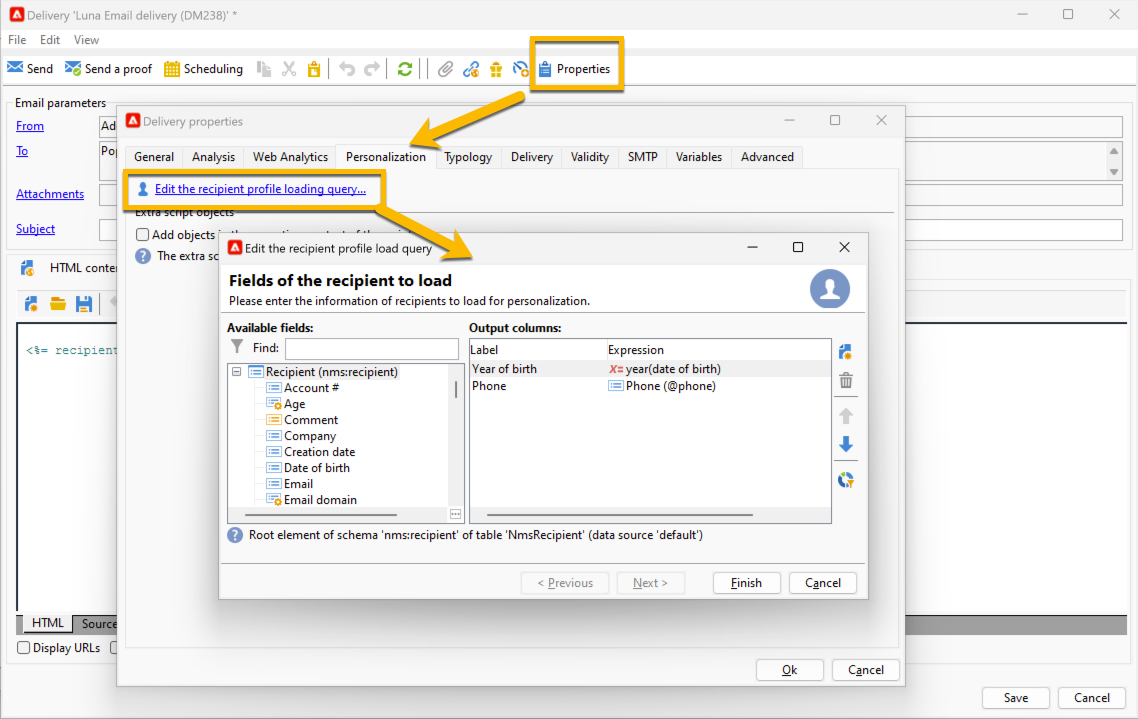 Delivery 'Luna Email delivery (DM238)' *
File Edit View
Send Send a proof Scheduling Properties
Email parameters
From Ad
To Pop
Attachments
Subject
HTML conter
<%= recipient
HTML Source
Display URLs
Save Cancel
Delivery properties
General Analysis Web Analytics Personalization Typology Delivery Validity SMTP Variables Advanced
Edit the recipient profile loading query...
Extra script objects
Add objects
The extra sc
Ok Cancel
Edit the recipient profile load query
Fields of the recipient to load
Please enter the information of recipients to load for personalization.
Available fields: Output columns:
Find:
Label Expression
Year of birth X= year(date of birth)
Phone Phone (@phone)
Recipient (nms:recipient)
Account #
Age
Comment
Company
Creation date
Date of birth
Email
Email domain
? Root element of schema 'nms:recipient' of table 'NmsRecipient' (data source 'default')
< Previous Next > Finish Cancel